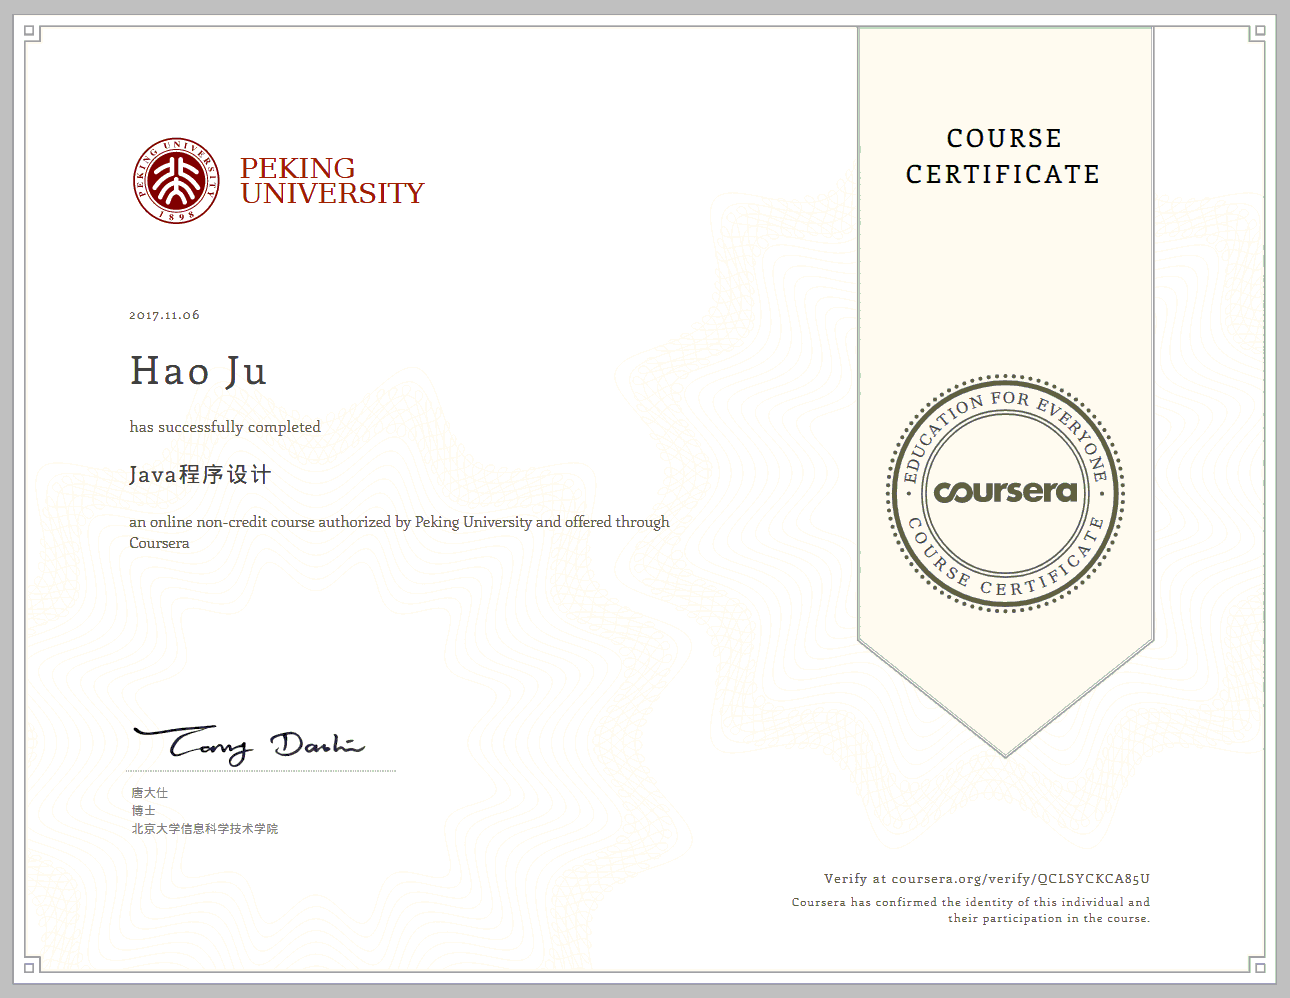 PEKING UNIVERSITY
1898
PEKING
UNIVERSITY
COURSE
CERTIFICATE
2017.11.06
Hao Ju
has successfully completed
Java程序设计
an online non-credit course authorized by Peking University and offered through
Coursera
EDUCATION FOR EVERYONE
coursera
COURSE CERTIFICATE
Tang Dashi
唐大仕
博士
北京大学信息科学技术学院
Verify at coursera.org/verify/QCLSYCKCA85U
Coursera has confirmed the identity of this individual and
their participation in the course.